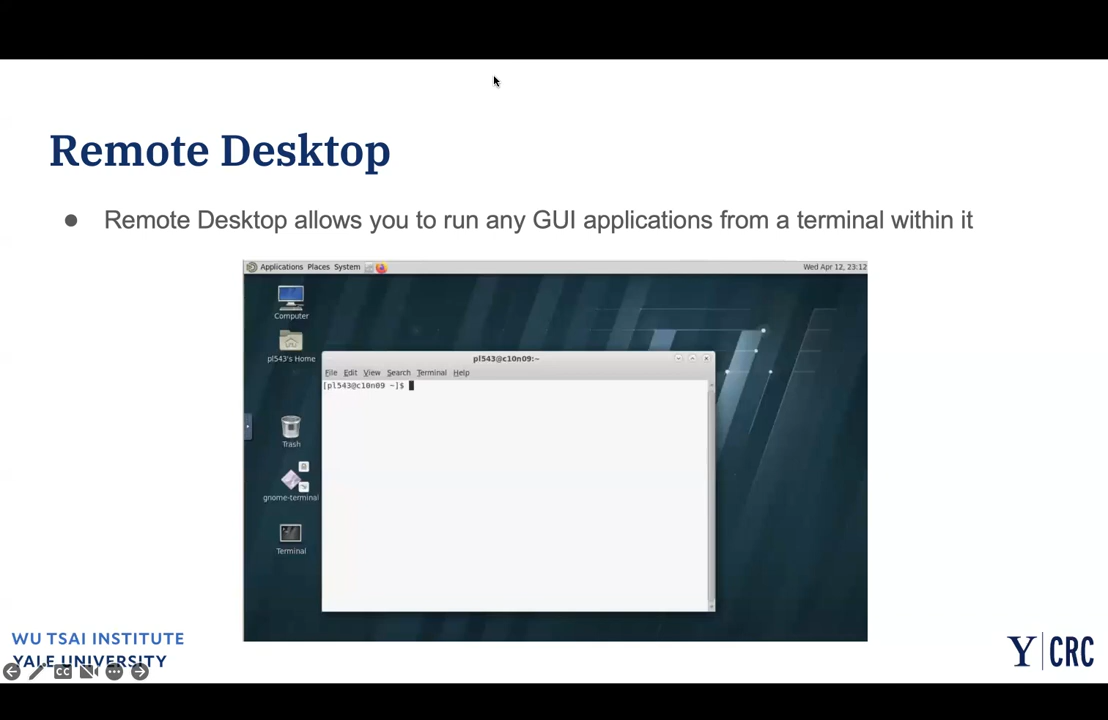 Remote Desktop
● Remote Desktop allows you to run any GUI applications from a terminal within it
Applications Places System
Wed Apr 12, 23:12
Computer
pl543's Home
pl543@c10n09:~
File Edit View Search Terminal Help
[pl543@c10n09 ~]$
Trash
gnome-terminal
Terminal
WU TSAI INSTITUTE
YALE UNIVERSITY
CC
Y CRC